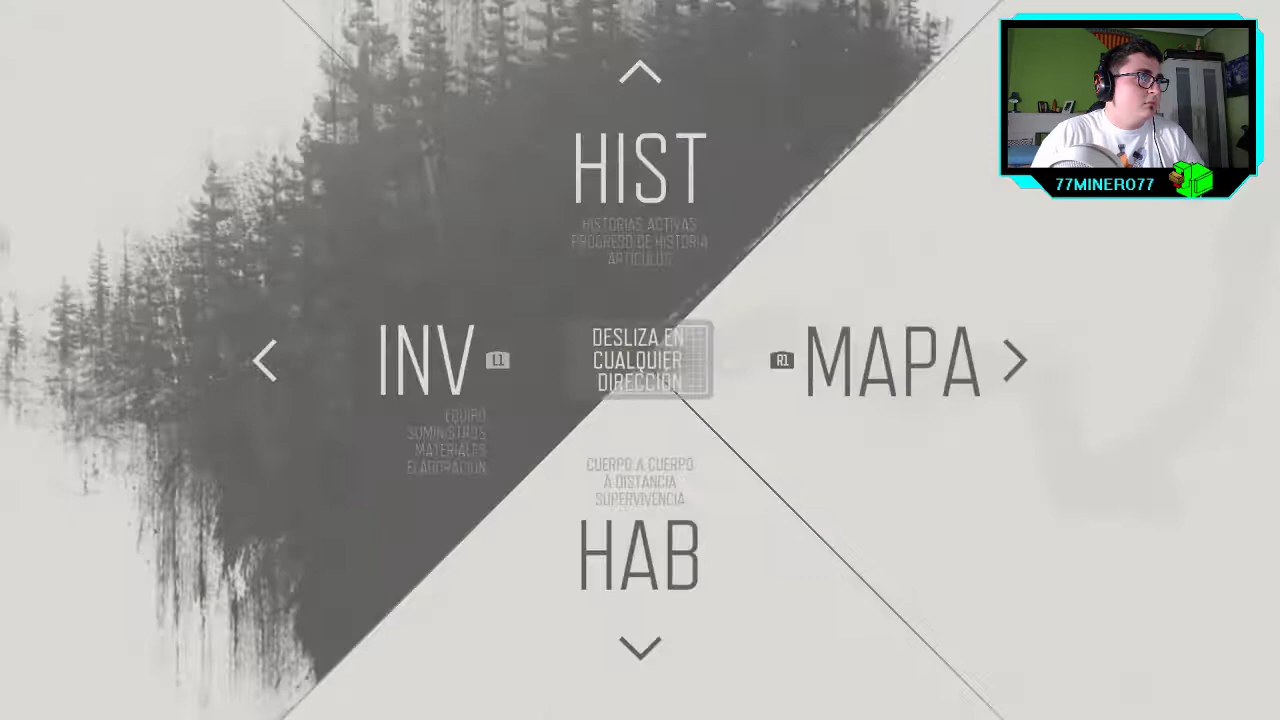 HIST
HISTORIAS ACTIVAS
PROGRESO DE HISTORIA
ARTÍCULOS
77MINERO77
INV
L1
DESLIZA EN
CUALQUIER
DIRECCIÓN
R1
MAPA
EQUIPO
SUMINISTROS
MATERIALES
ELABORACIÓN
CUERPO A CUERPO
A DISTANCIA
SUPERVIVENCIA
HAB